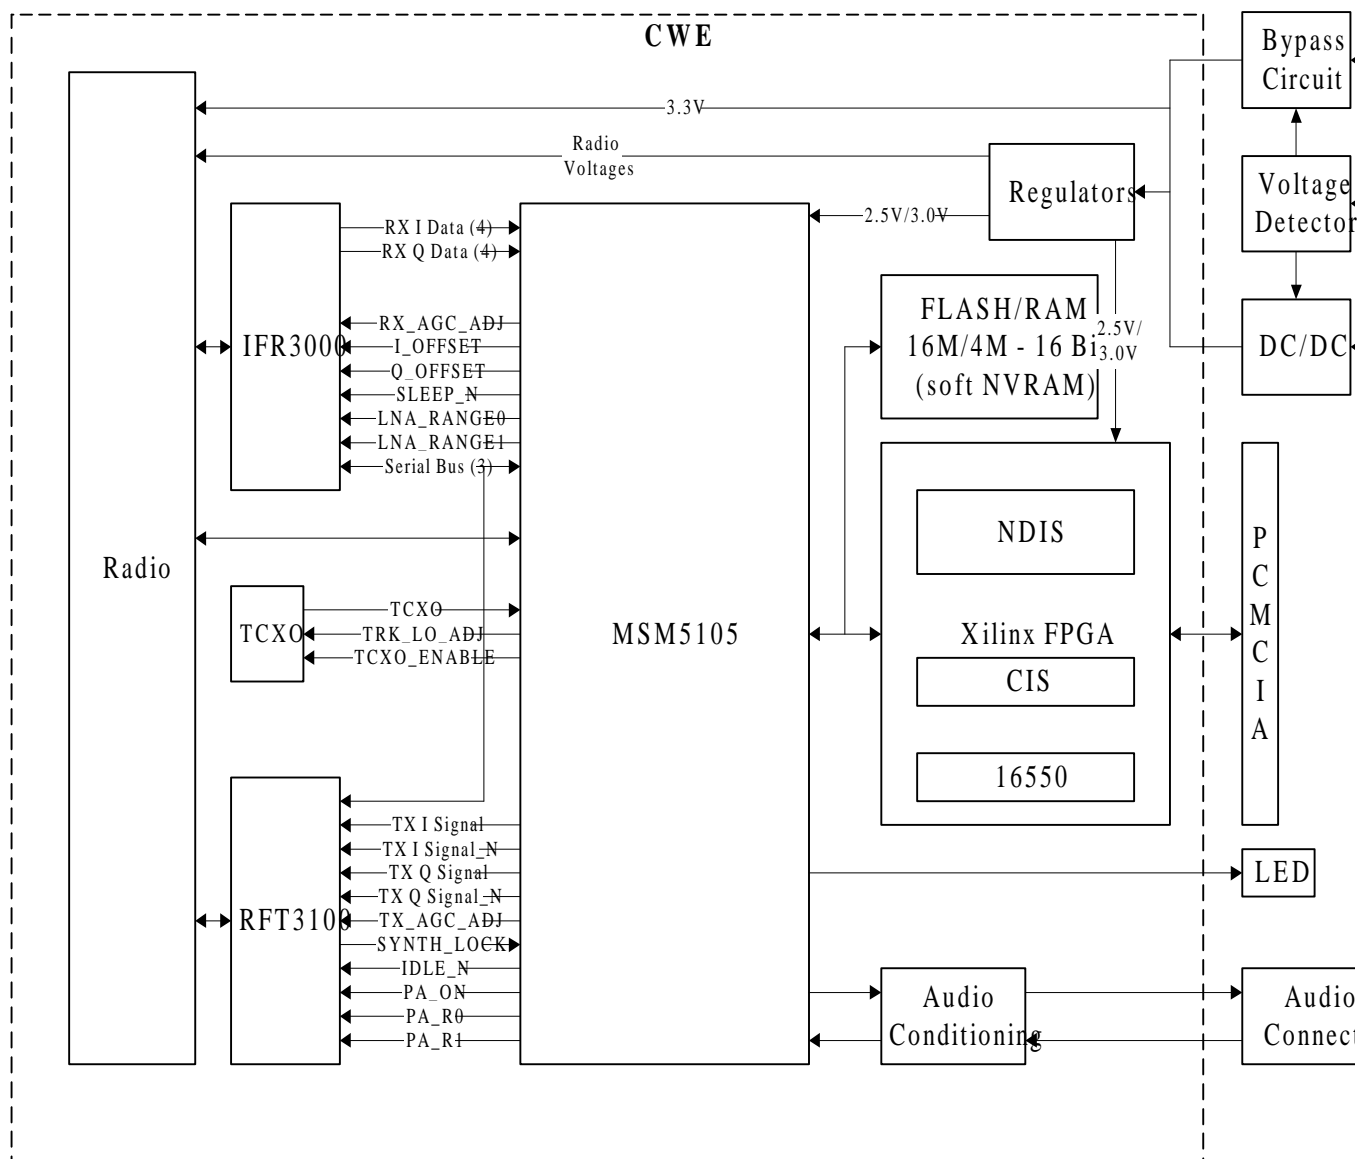 CWE
Bypass
Circuit
3.3V
Radio
Voltages
Regulators
Voltage
Detector
2.5V/3.0V
RX I Data (4)
RX Q Data (4)
FLASH/RAM
16M/4M - 16 Bi
(soft NVRAM)
2.5V/
3.0V
DC/DC
RX_AGC_ADJ
I_OFFSET
Q_OFFSET
SLEEP_N
LNA_RANGE0
LNA_RANGE1
Serial Bus (3)
IFR3000
NDIS
Radio
TCXO
TCXO
TRK_LO_ADJ
TCXO_ENABLE
MSM5105
Xilinx FPGA
CIS
16550
P
C
M
C
I
A
RFT3100
TX I Signal
TX I Signal_N
TX Q Signal
TX Q Signal_N
TX_AGC_ADJ
SYNTH_LOCK
IDLE_N
PA_ON
PA_R0
PA_R1
LED
Audio
Conditioning
Audio
Connect